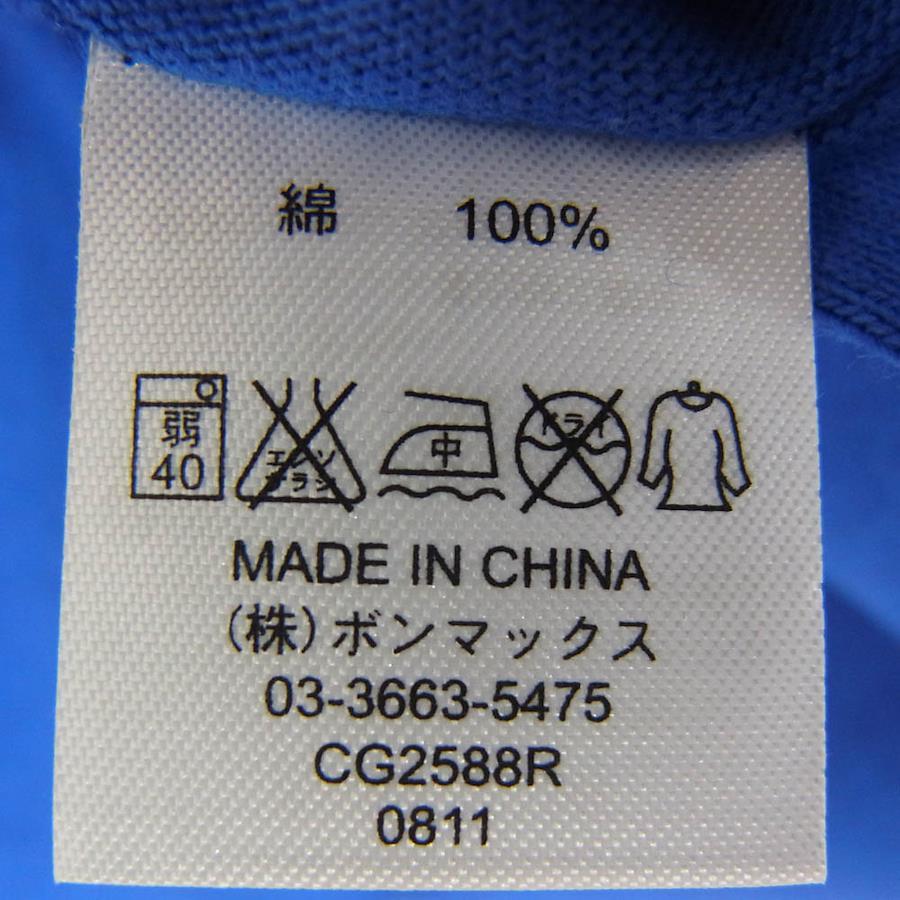 綿 100%
弱 エンソ 中 ドライ
40 サラシ
MADE IN CHINA
(株)ボンマックス
03-3663-5475
CG2588R
0811